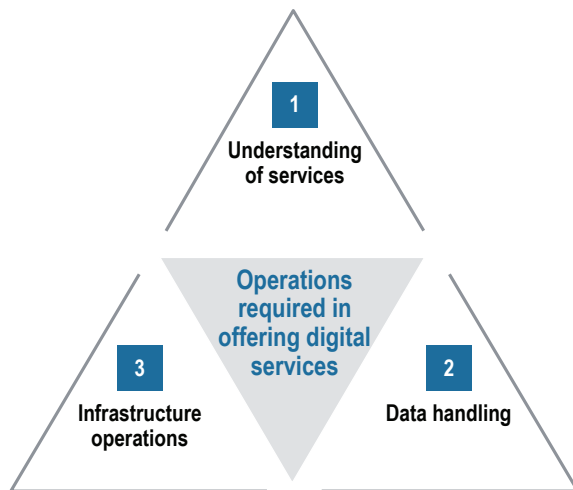 1
Understanding
of services
Operations
required in
offering digital
services
3
Infrastructure
operations
2
Data handling